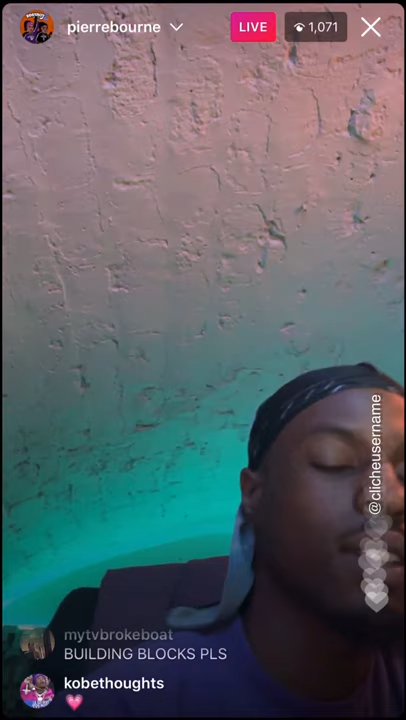 pierrebourne
LIVE
1,071
@clicheusername
mytvbrokeboat
BUILDING BLOCKS PLS
kobethoughts